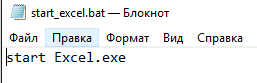 start_excel.bat — Блокнот
Файл Правка Формат Вид Справка
start Excel.exe